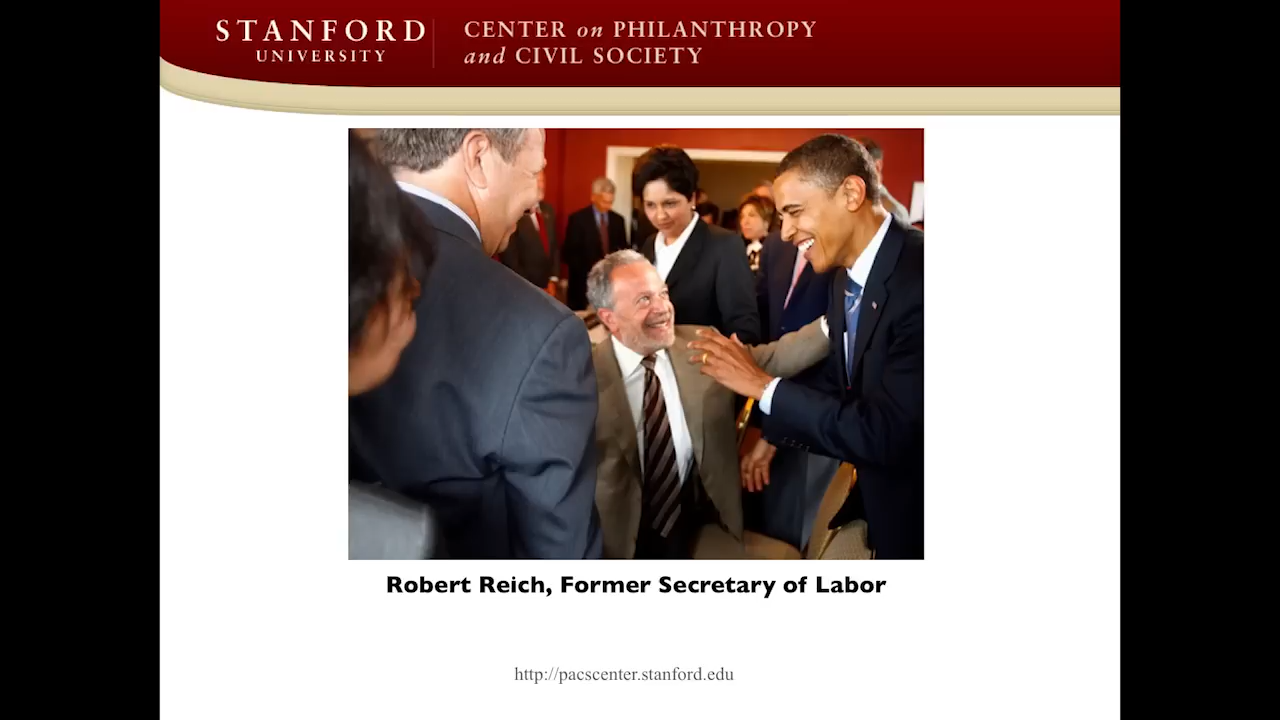 STANFORD
UNIVERSITY
CENTER on PHILANTHROPY
and CIVIL SOCIETY
Robert Reich, Former Secretary of Labor
http://pacscenter.stanford.edu